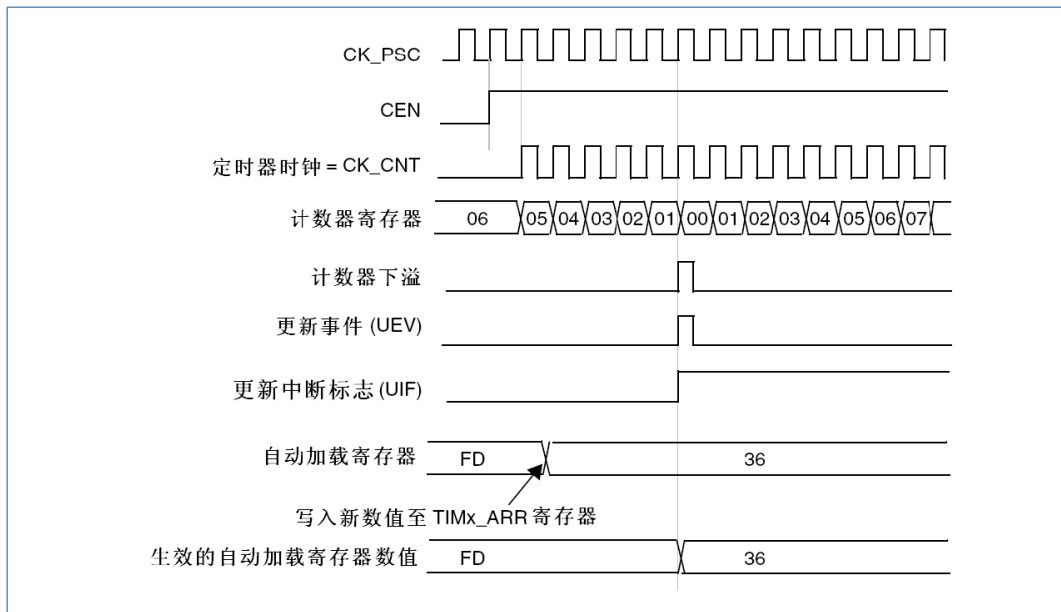 CK_PSC
CEN
定时器时钟 = CK_CNT
计数器寄存器 06 05 04 03 02 01 00 01 02 03 04 05 06 07
计数器下溢
更新事件 (UEV)
更新中断标志 (UIF)
自动加载寄存器 FD 36
写入新数值至 TIMx_ARR 寄存器
生效的自动加载寄存器数值 FD 36